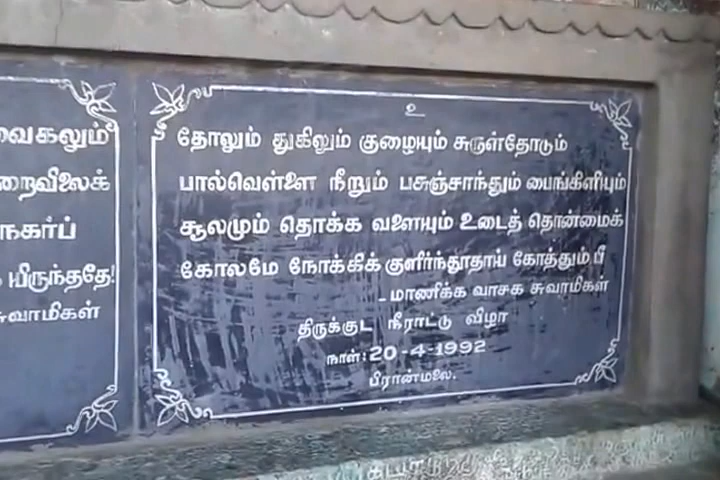 வைகலும்
றைவிலைக்
நகர்ப்
யிருந்ததே!
சுவாமிகள்
உ
தோலும் துகிலும் குழையும் சுருள்தோடும்
பால்வெள்ளை நீறும் பசுஞ்சாந்தும் பைங்கிளியும்
சூலமும் தொக்க வளையும் உடைத் தொன்மைக்
கோலமே நோக்கிக் குளிர்ந்தூதாய் கோத்தும்பீ
- மாணிக்க வாசக சுவாமிகள்
திருக்குட நீராட்டு விழா
நாள்: 20-4-1992
பிரான்மலை.